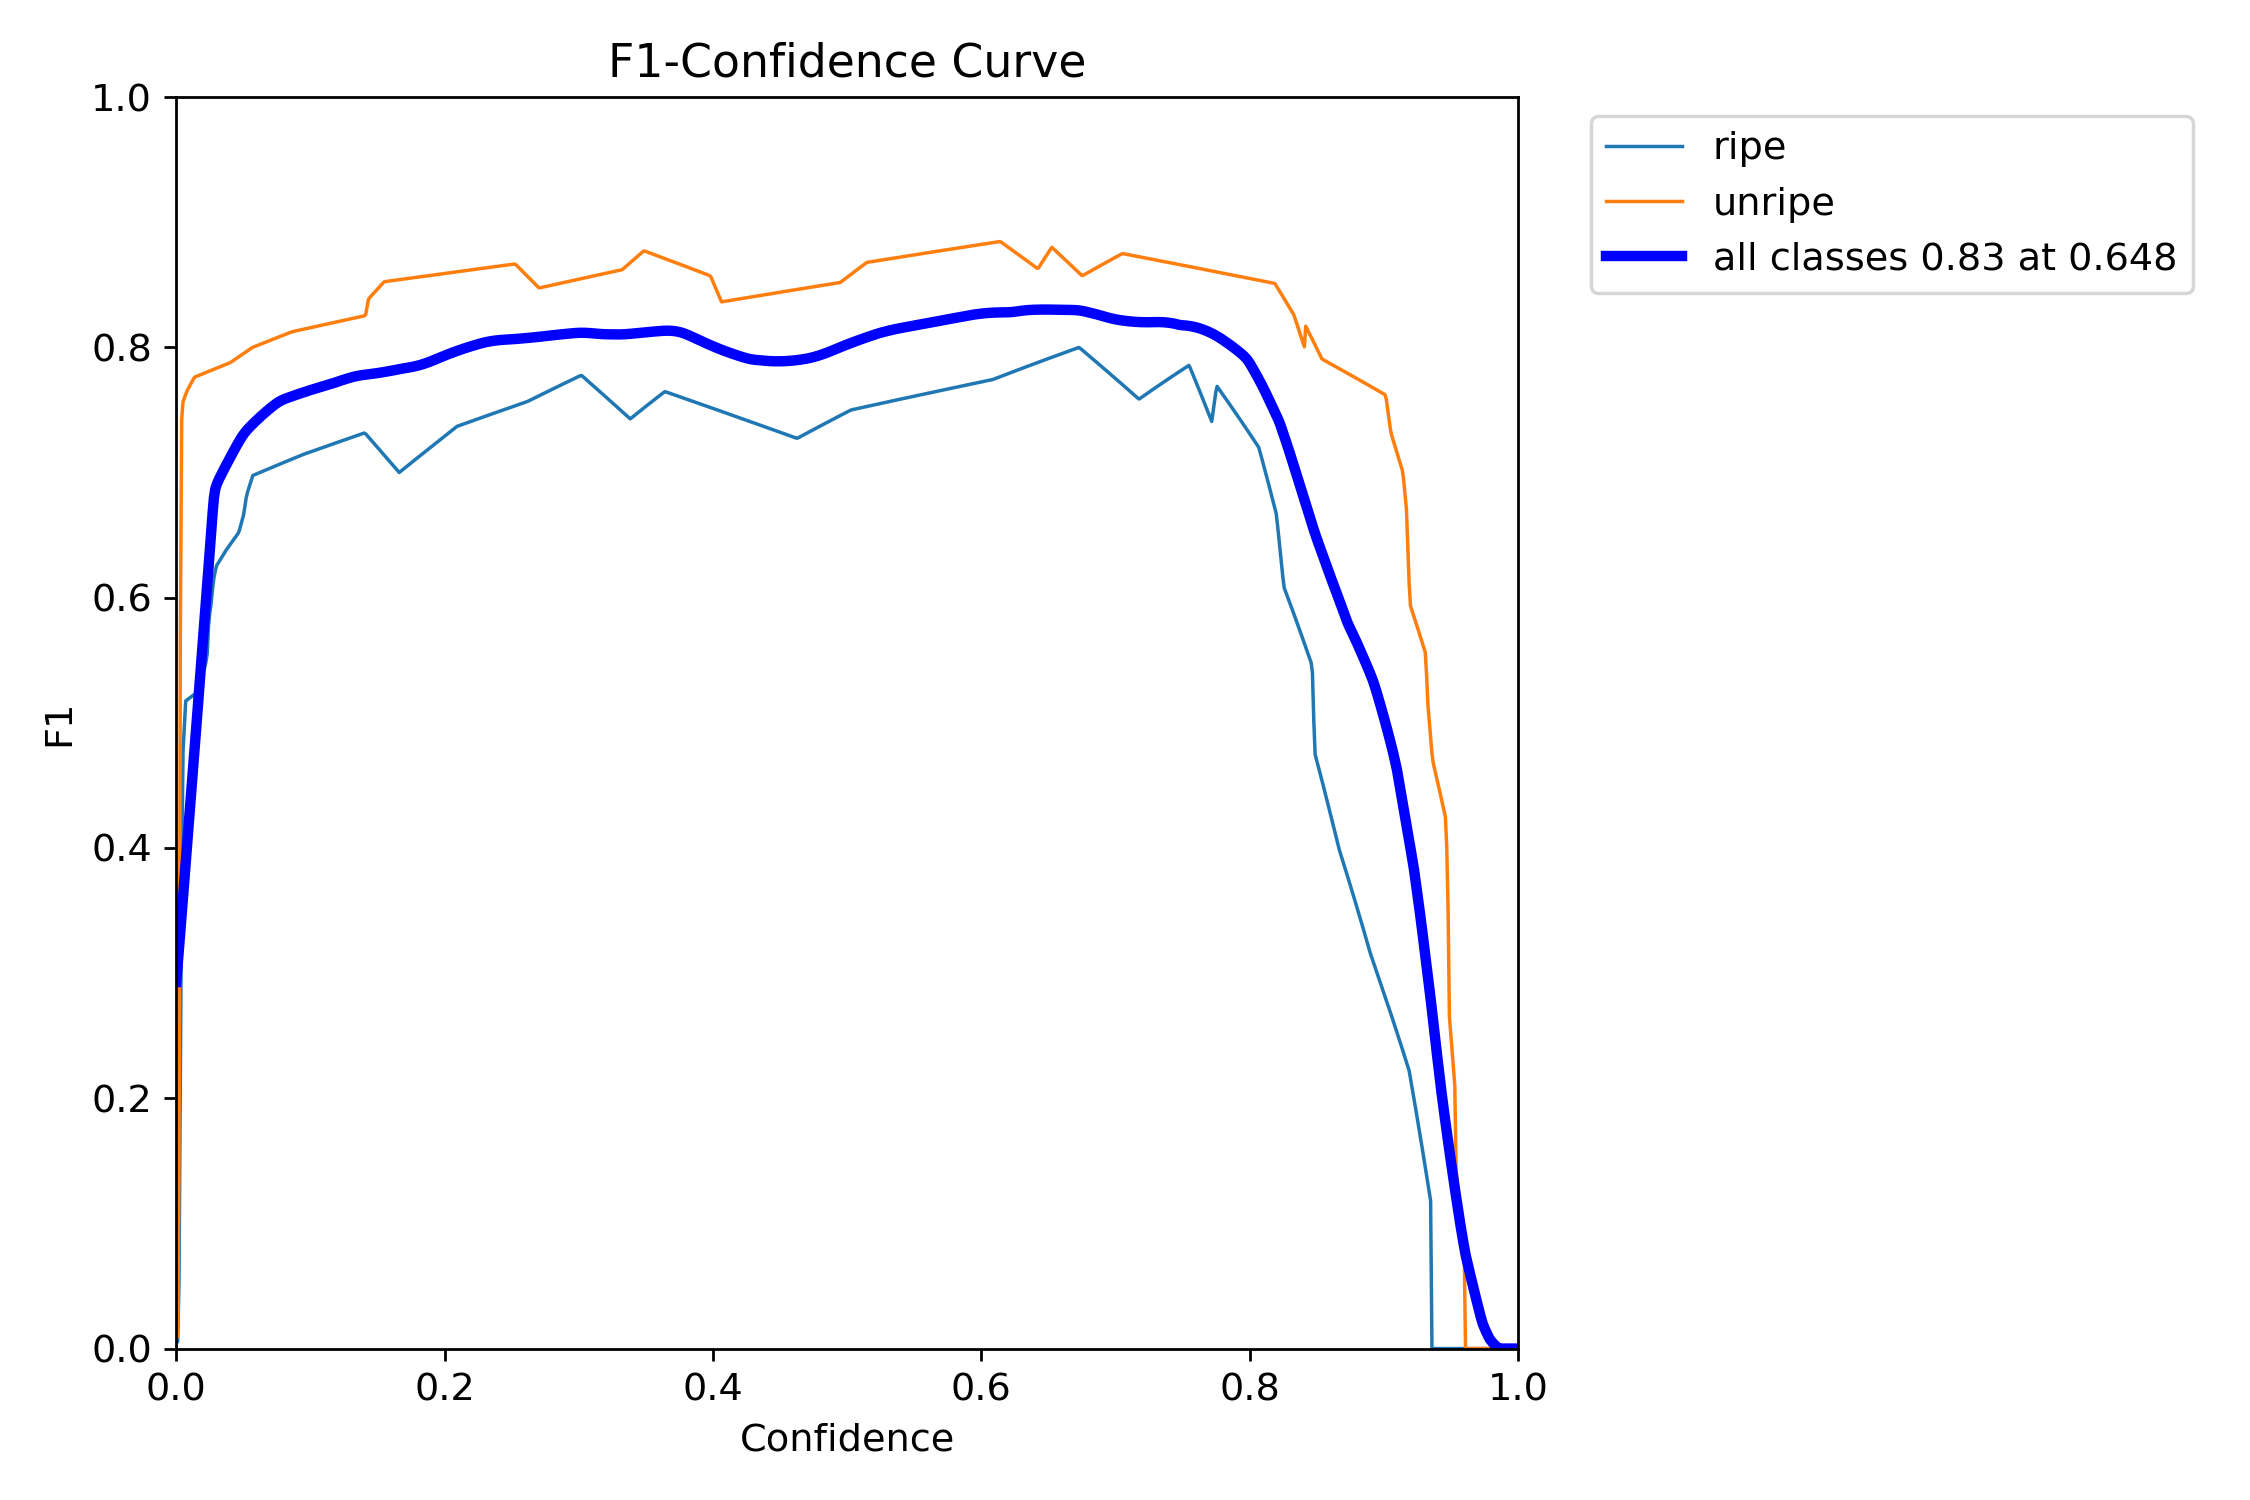 F1-Confidence Curve
1.0
0.8
0.6
0.4
0.2
0.0
F1
0.0 0.2 0.4 0.6 0.8 1.0
Confidence
ripe
unripe
all classes 0.83 at 0.648